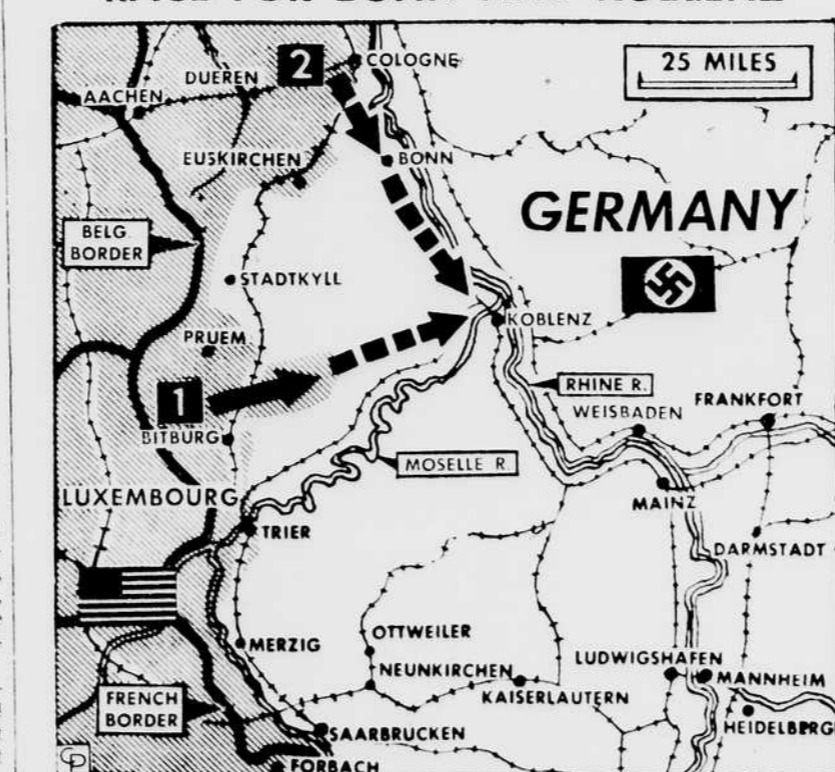 25 MILES
2
COLOGNE
DUEREN
AACHEN
EUSKIRCHEN
BONN
GERMANY
BELG.
BORDER
STADTKYLL
PRUEM
KOBLENZ
1
RHINE R.
WEISBADEN
FRANKFORT
BITBURG
MOSELLE R.
LUXEMBOURG
MAINZ
TRIER
DARMSTADT
MERZIG
OTTWEILER
NEUNKIRCHEN
LUDWIGSHAFEN
MANNHEIM
KAISERLAUTERN
FRENCH
BORDER
HEIDELBERG
SAARBRUCKEN
CP
FORBACH